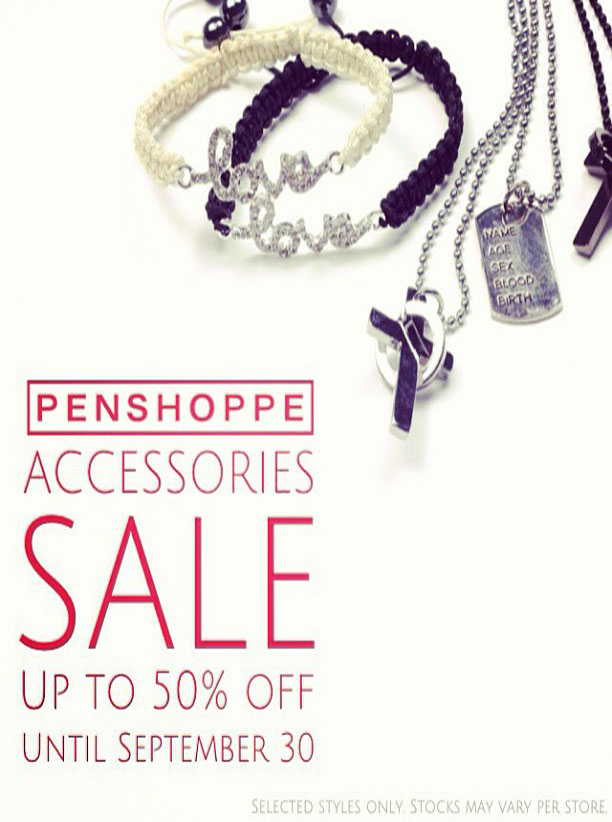 love
love
NAME
AGE
SEX
BLOOD
BIRTH
PENSHOPPE
ACCESSORIES
SALE
UP TO 50% OFF
UNTIL SEPTEMBER 30
SELECTED STYLES ONLY. STOCKS MAY VARY PER STORE.